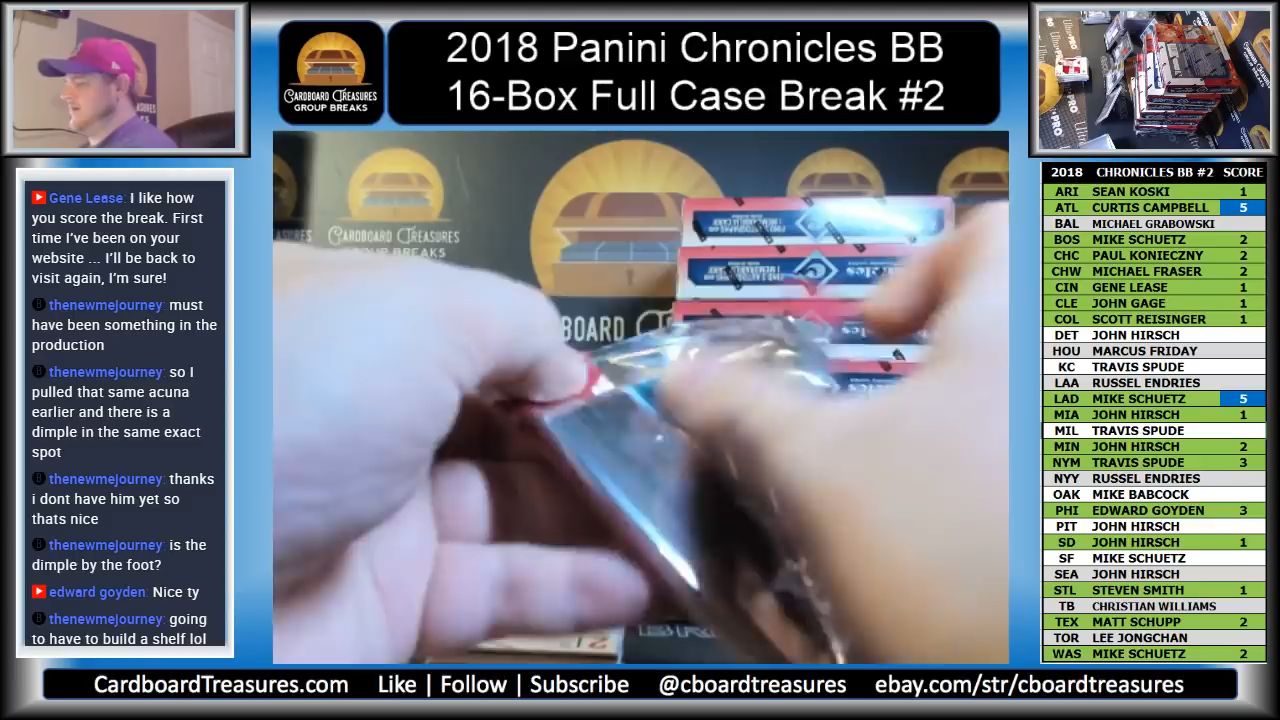 2018 Panini Chronicles BB
16-Box Full Case Break #2
CARDBOARD TREASURES
GROUP BREAKS
CARDBOARD TREASURES
GROUP BREAKS
Gene Lease: I like how
you score the break. First
time I've been on your
website ... I'll be back to
visit again, I'm sure!
thenewmejourney: must
have been something in the
production
thenewmejourney: so I
pulled that same acuna
earlier and there is a
dimple in the same exact
spot
thenewmejourney: thanks
i dont have him yet so
thats nice
thenewmejourney: is the
dimple by the foot?
edward goyden: Nice ty
thenewmejourney: going
to have to build a shelf lol
2018 CHRONICLES BB #2 SCORE
ARI SEAN KOSKI 1
ATL CURTIS CAMPBELL 5
BAL MICHAEL GRABOWSKI
BOS MIKE SCHUETZ 2
CHC PAUL KONIECZNY 2
CHW MICHAEL FRASER 2
CIN GENE LEASE 1
CLE JOHN GAGE 1
COL SCOTT REISINGER 1
DET JOHN HIRSCH
HOU MARCUS FRIDAY
KC TRAVIS SPUDE
LAA RUSSEL ENDRIES
LAD MIKE SCHUETZ 5
MIA JOHN HIRSCH 1
MIL TRAVIS SPUDE
MIN JOHN HIRSCH 2
NYM TRAVIS SPUDE 3
NYY RUSSEL ENDRIES
OAK MIKE BABCOCK
PHI EDWARD GOYDEN 3
PIT JOHN HIRSCH
SD JOHN HIRSCH 1
SF MIKE SCHUETZ
SEA JOHN HIRSCH
STL STEVEN SMITH 1
TB CHRISTIAN WILLIAMS
TEX MATT SCHUPP 2
TOR LEE JONGCHAN
WAS MIKE SCHUETZ 2
CardboardTreasures.com Like | Follow | Subscribe @cboardtreasures ebay.com/str/cboardtreasures